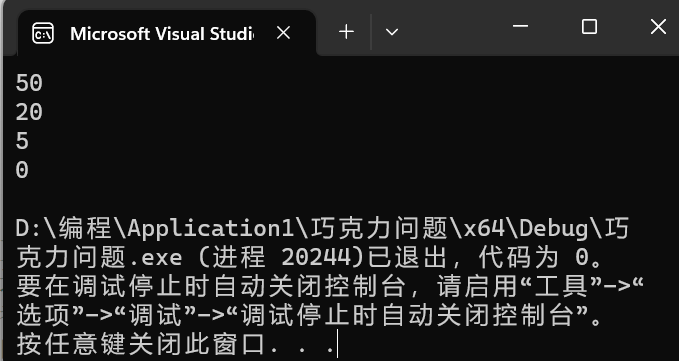 Microsoft Visual Studi
50
20
5
0
D:\编程\Application1\巧克力问题\x64\Debug\巧
克力问题.exe (进程 20244)已退出，代码为 0。
要在调试停止时自动关闭控制台，请启用“工具”->“
选项”->“调试”->“调试停止时自动关闭控制台”。
按任意键关闭此窗口. . .